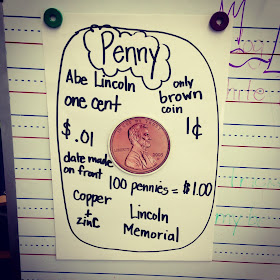 Penny
Abe Lincoln
one cent
only
brown
coin
$.01
1¢
date made
on front
100 pennies = $1.00
Copper
+
zinc
Lincoln
Memorial